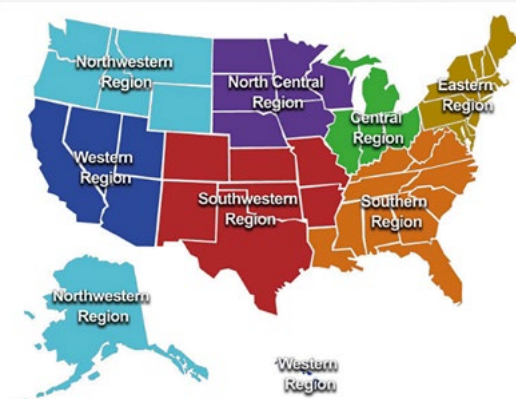 Northwestern
Region
North Central
Region
Eastern
Region
Central
Region
Western
Region
Southwestern
Region
Southern
Region
Northwestern
Region
Western
Region